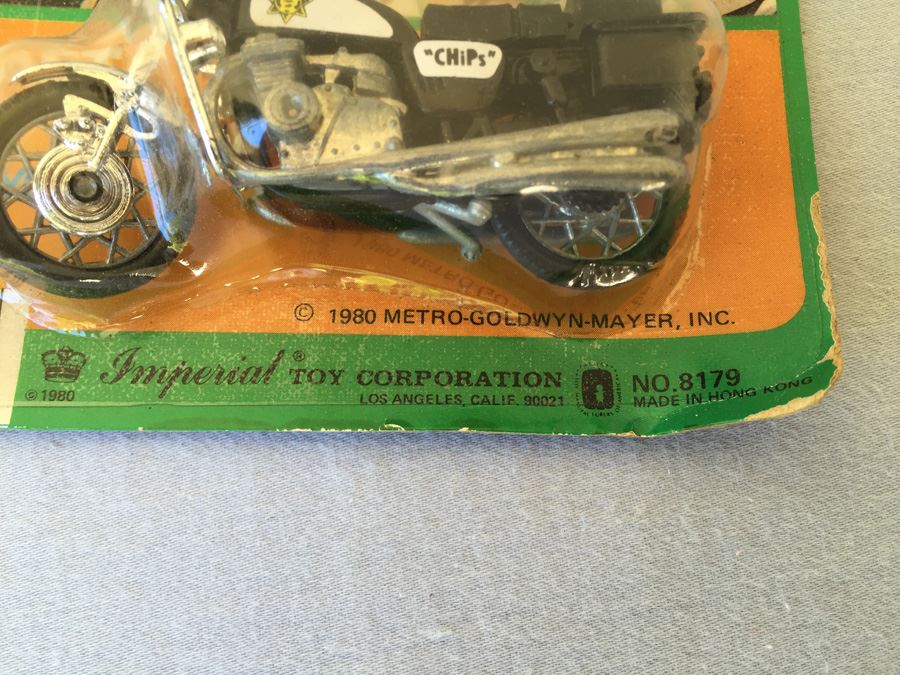 "CHiPs"
© 1980 METRO-GOLDWYN-MAYER, INC.
Imperial® TOY CORPORATION
© 1980
LOS ANGELES, CALIF. 90021
NO.8179
MADE IN HONG KONG